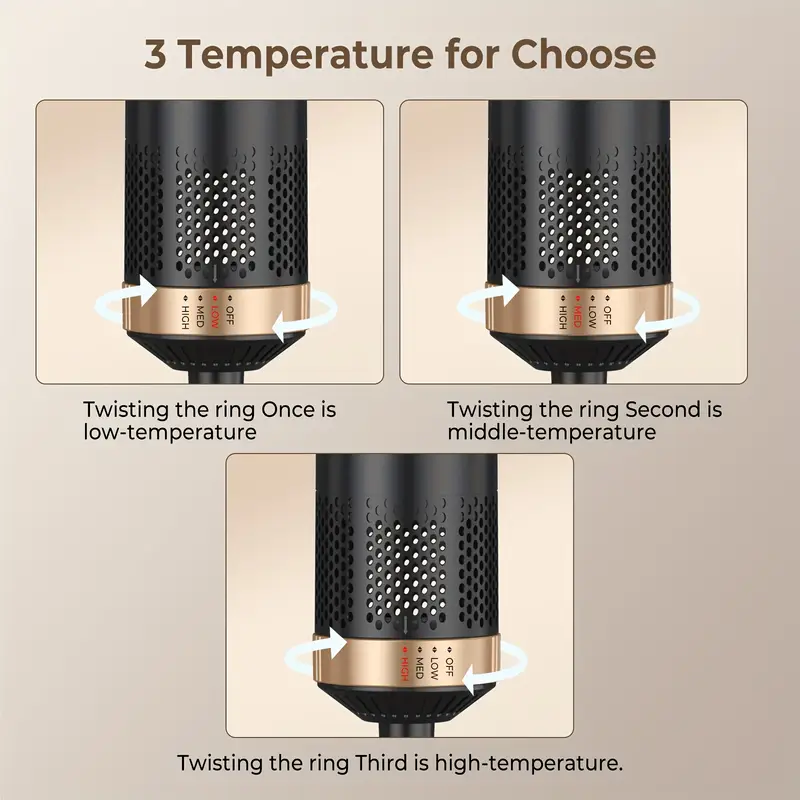 3 Temperature for Choose
HIGH
MED
LOW
OFF
HIGH
MED
LOW
OFF
Twisting the ring Once is
low-temperature
Twisting the ring Second is
middle-temperature
HIGH
MED
LOW
OFF
Twisting the ring Third is high-temperature.